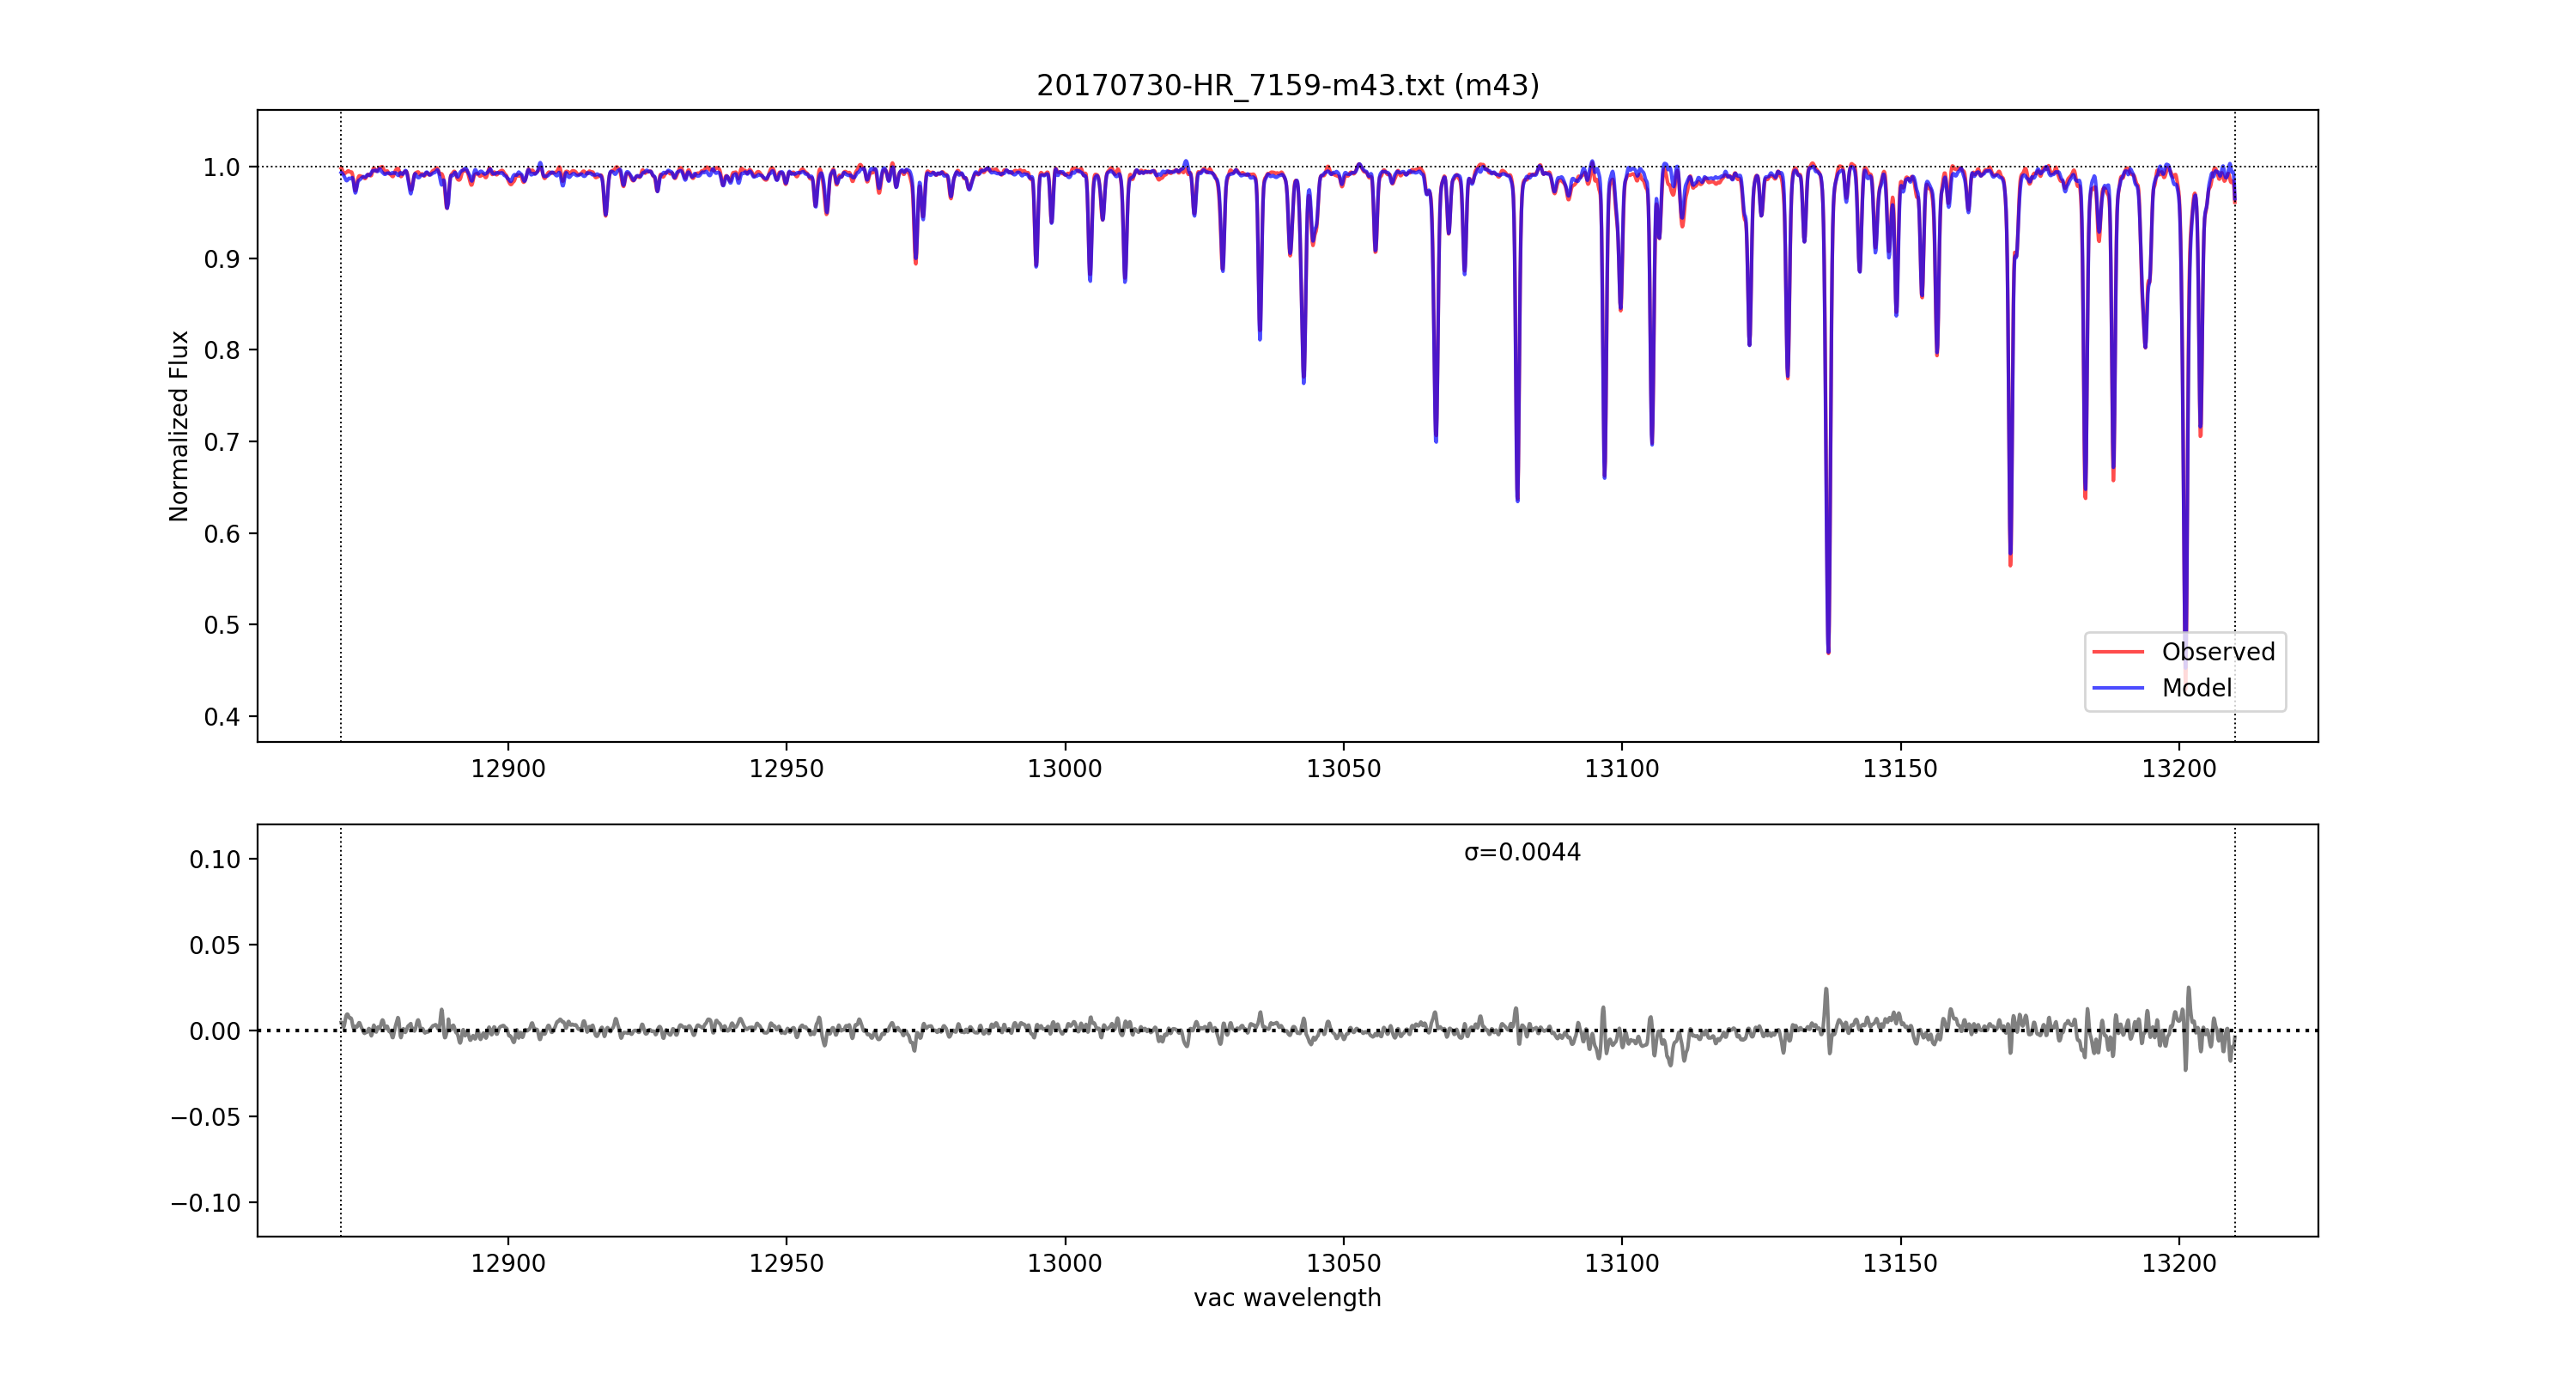 20170730-HR_7159-m43.txt (m43)
1.0
0.9
0.8
0.7
0.6
0.5
0.4
Normalized Flux
Observed
Model
12900 12950 13000 13050 13100 13150 13200
σ=0.0044
0.10
0.05
0.00
−0.05
−0.10
12900 12950 13000 13050 13100 13150 13200
vac wavelength